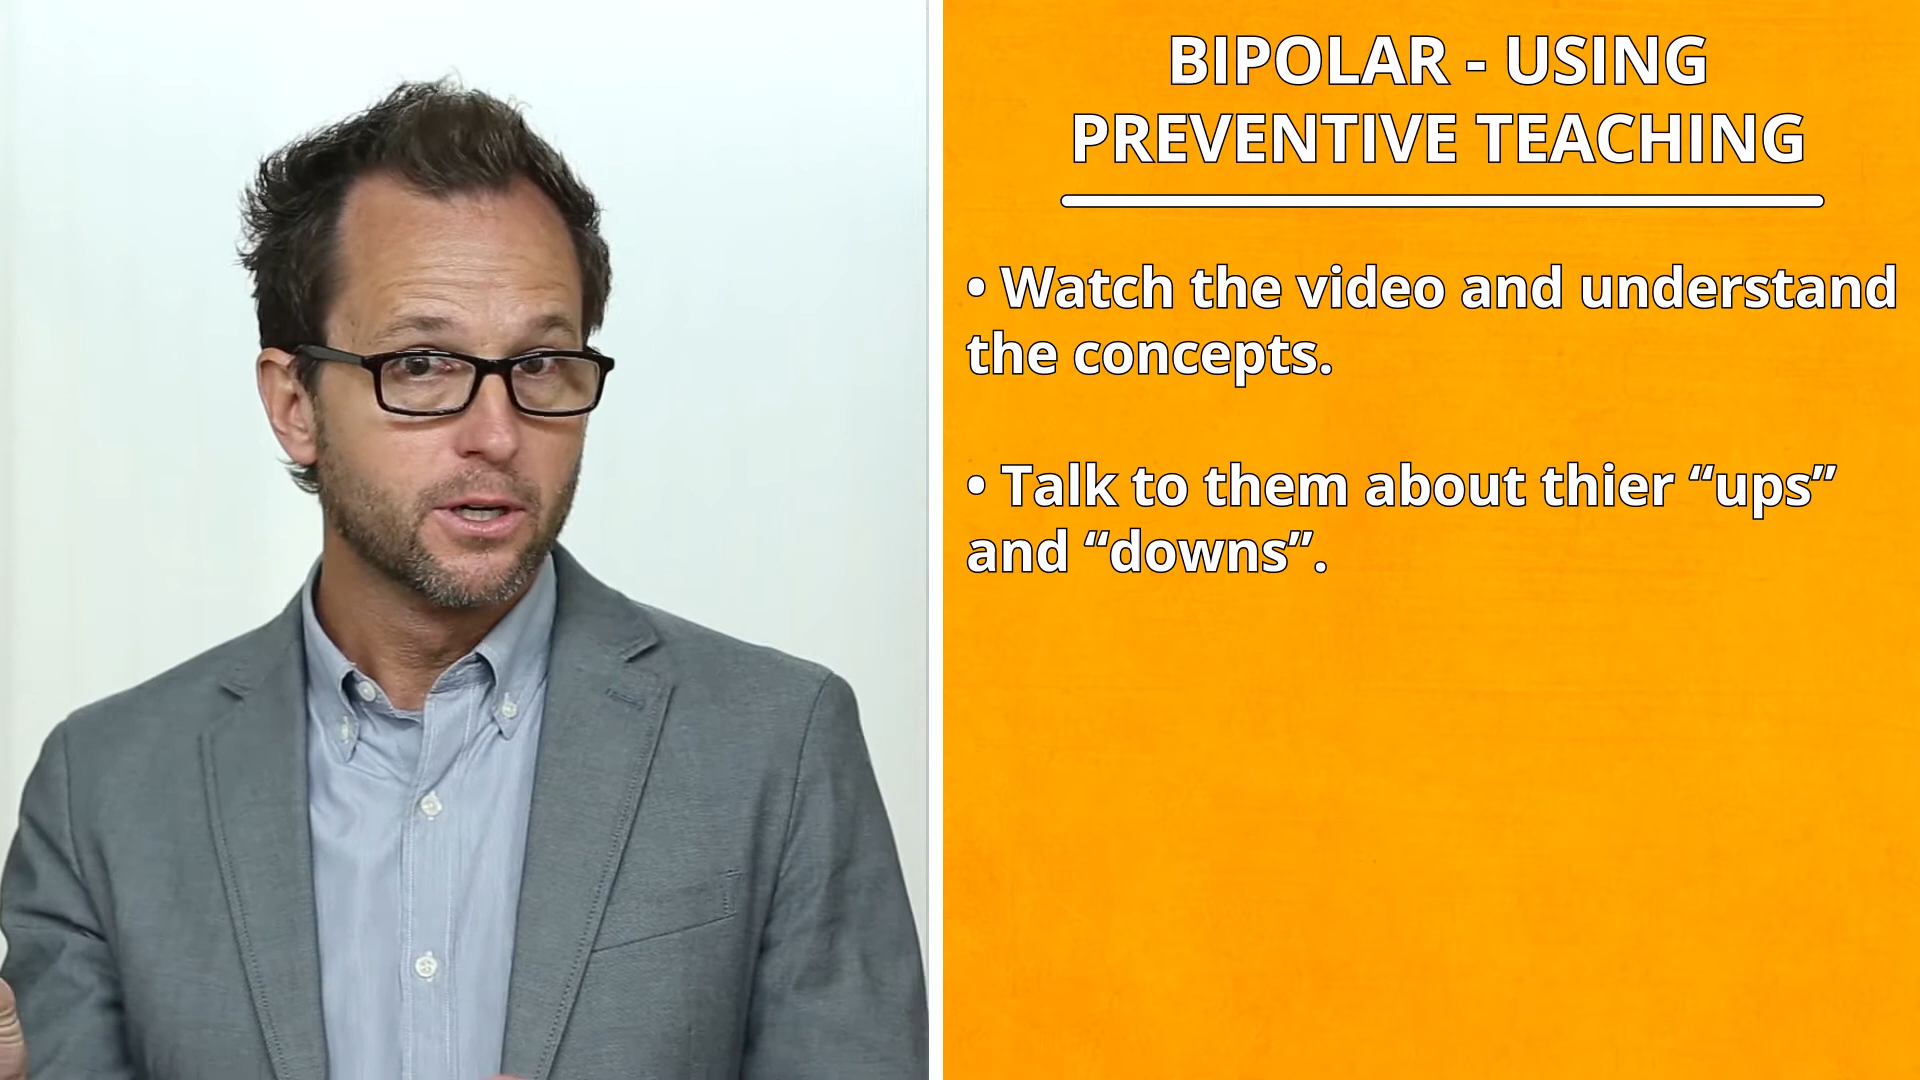 BIPOLAR - USING
PREVENTIVE TEACHING
• Watch the video and understand
the concepts.
• Talk to them about thier “ups”
and “downs”.